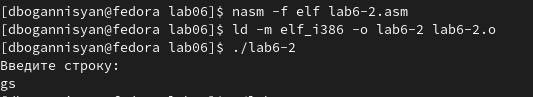 [dbogannisyan@fedora lab06]$ nasm -f elf lab6-2.asm
[dbogannisyan@fedora lab06]$ ld -m elf_i386 -o lab6-2 lab6-2.o
[dbogannisyan@fedora lab06]$ ./lab6-2
Введите строку:
gs